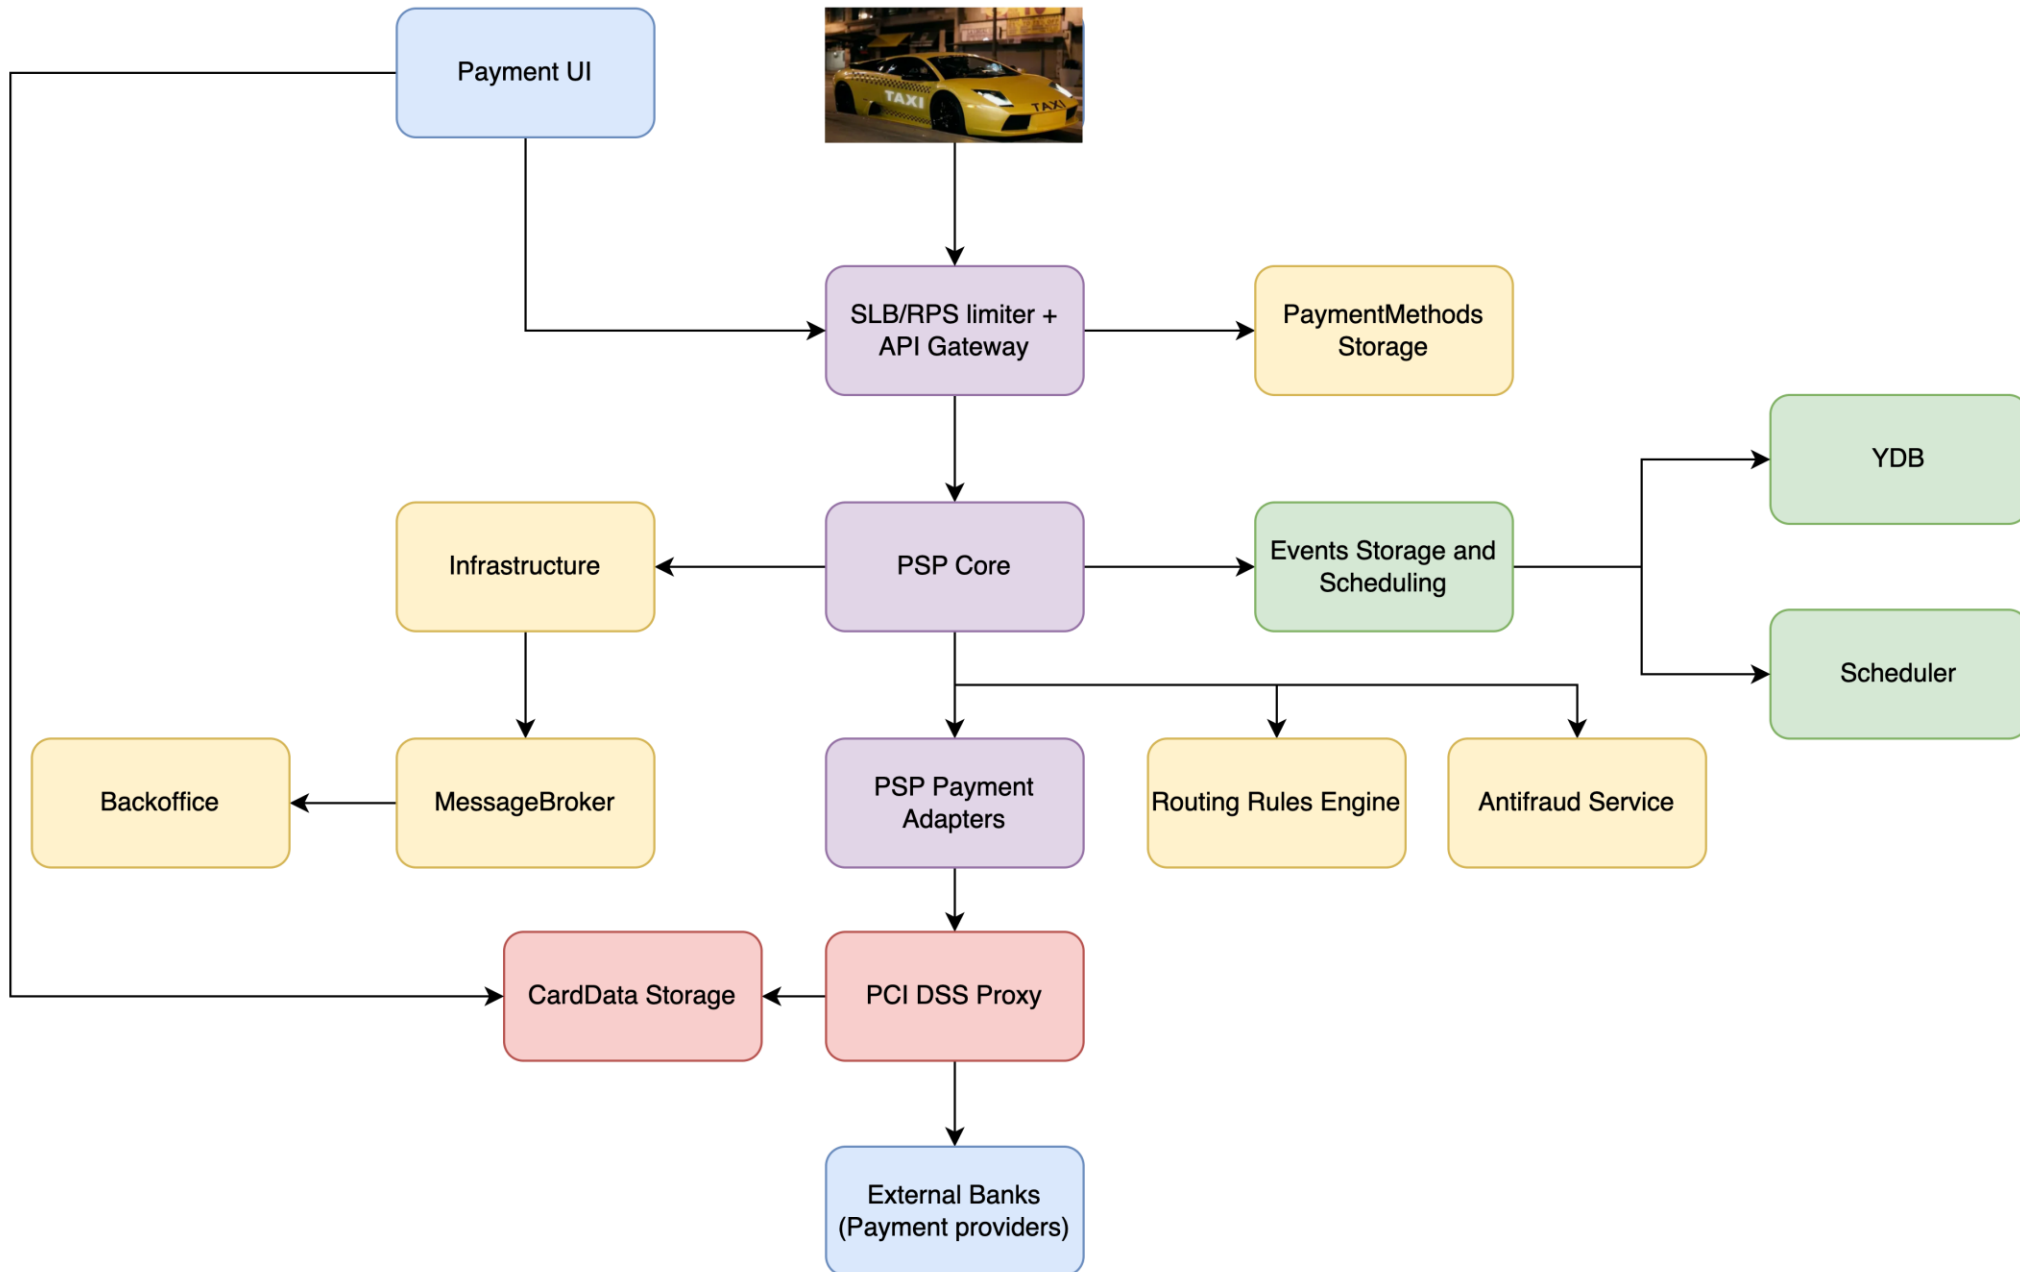 Payment UI
TAXI
TAXI
SLB/RPS limiter +
API Gateway
PaymentMethods
Storage
YDB
Infrastructure
PSP Core
Events Storage and
Scheduling
Scheduler
Backoffice
MessageBroker
PSP Payment
Adapters
Routing Rules Engine
Antifraud Service
CardData Storage
PCI DSS Proxy
External Banks
(Payment providers)